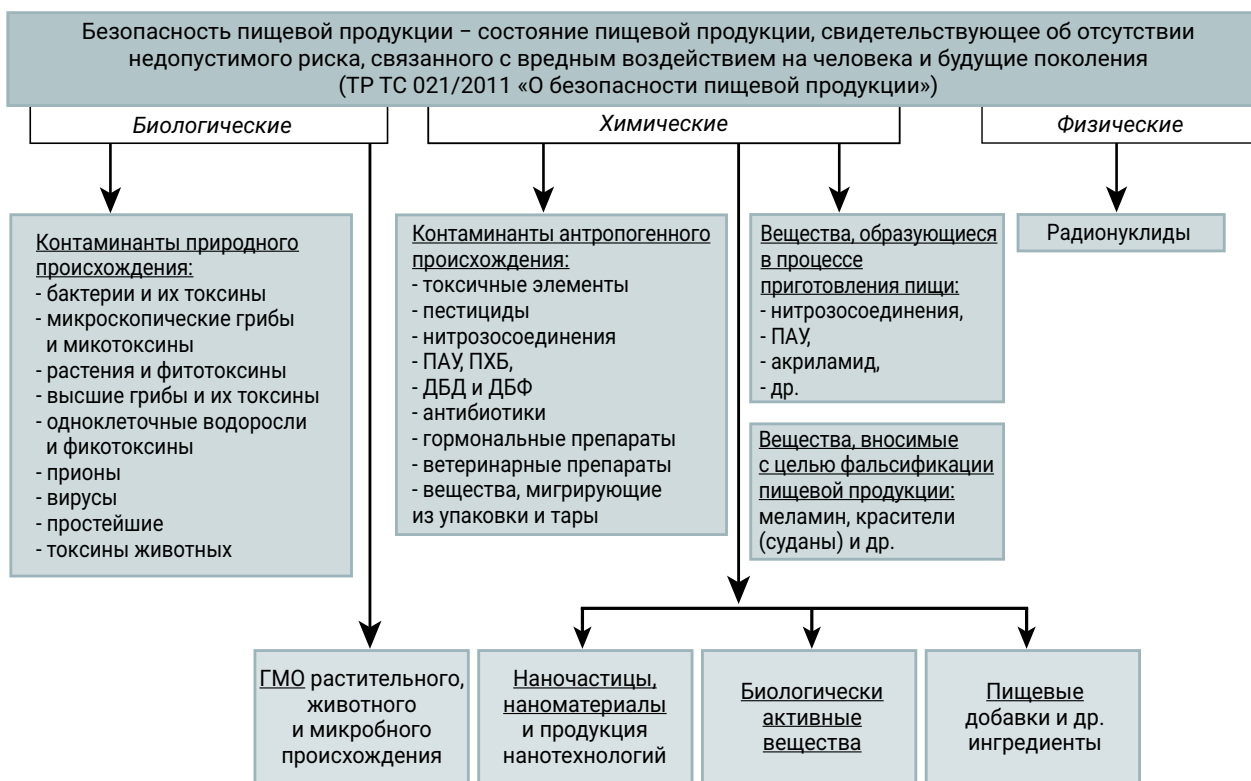 Безопасность пищевой продукции – состояние пищевой продукции, свидетельствующее об отсутствии
недопустимого риска, связанного с вредным воздействием на человека и будущие поколения
(ТР ТС 021/2011 «О безопасности пищевой продукции»)
Биологические
Химические
Физические
Контаминанты природного
происхождения:
- бактерии и их токсины
- микроскопические грибы
и микотоксины
- растения и фитотоксины
- высшие грибы и их токсины
- одноклеточные водоросли
и фикотоксины
- прионы
- вирусы
- простейшие
- токсины животных
Контаминанты антропогенного
происхождения:
- токсичные элементы
- пестициды
- нитрозосоединения
- ПАУ, ПХБ,
- ДБД и ДБФ
- антибиотики
- гормональные препараты
- ветеринарные препараты
- вещества, мигрирующие
из упаковки и тары
Вещества, образующиеся
в процессе
приготовления пищи:
- нитрозосоединения,
- ПАУ,
- акриламид,
- др.
Вещества, вносимые
с целью фальсификации
пищевой продукции:
меламин, красители
(суданы) и др.
Радионуклиды
ГМО растительного,
животного
и микробного
происхождения
Наночастицы,
наноматериалы
и продукция
нанотехнологий
Биологически
активные
вещества
Пищевые
добавки и др.
ингредиенты